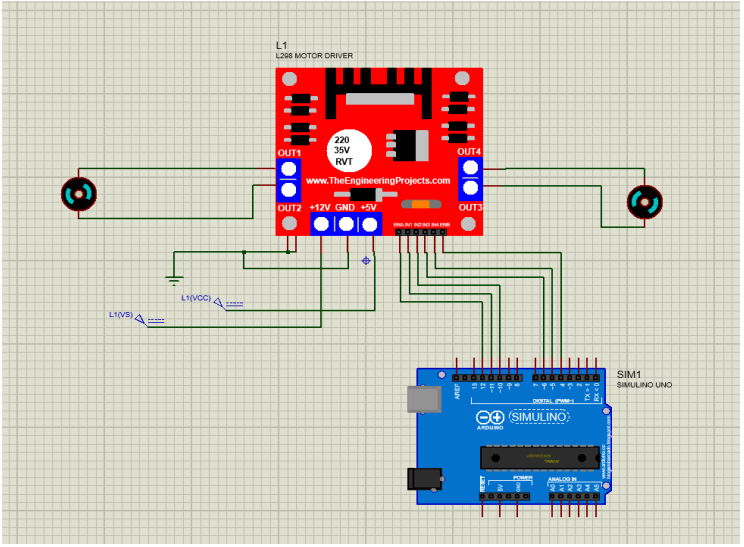 L1
L298 MOTOR DRIVER
220
35V
RVT
OUT1
OUT4
www.TheEngineeringProjects.com
OUT2
OUT3
+12V GND +5V
ENA IN1 IN2 IN3 IN4 ENB
L1(VCC)
L1(VS)
SIM1
SIMULINO UNO
AREF
13
12
~11
~10
~9
8
7
~6
~5
4
~3
2
TX > 1
RX < 0
DIGITAL (PWM~)
SIMULINO
ARDUINO
RESET
5V
GND
POWER
ANALOG IN
A0
A1
A2
A3
A4
A5